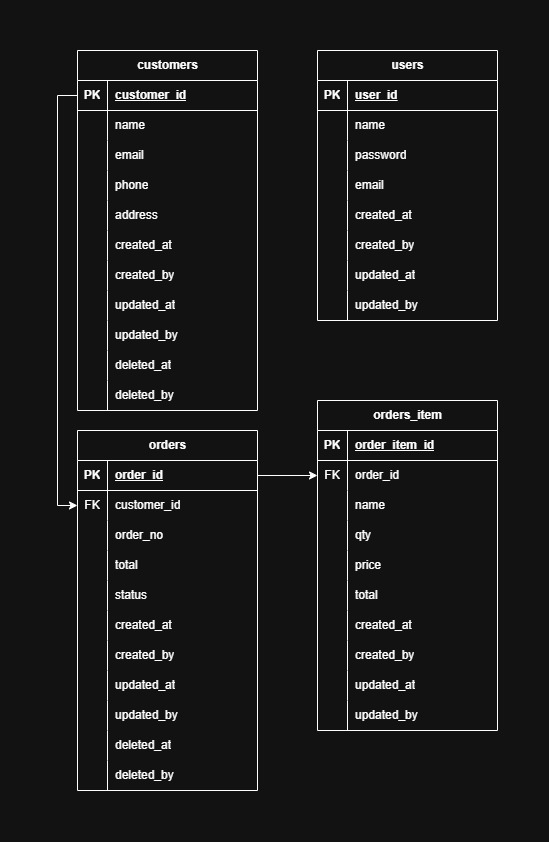 customers
PK customer_id
name
email
phone
address
created_at
created_by
updated_at
updated_by
deleted_at
deleted_by
users
PK user_id
name
password
email
created_at
created_by
updated_at
updated_by
orders
PK order_id
FK customer_id
order_no
total
status
created_at
created_by
updated_at
updated_by
deleted_at
deleted_by
orders_item
PK order_item_id
FK order_id
name
qty
price
total
created_at
created_by
updated_at
updated_by